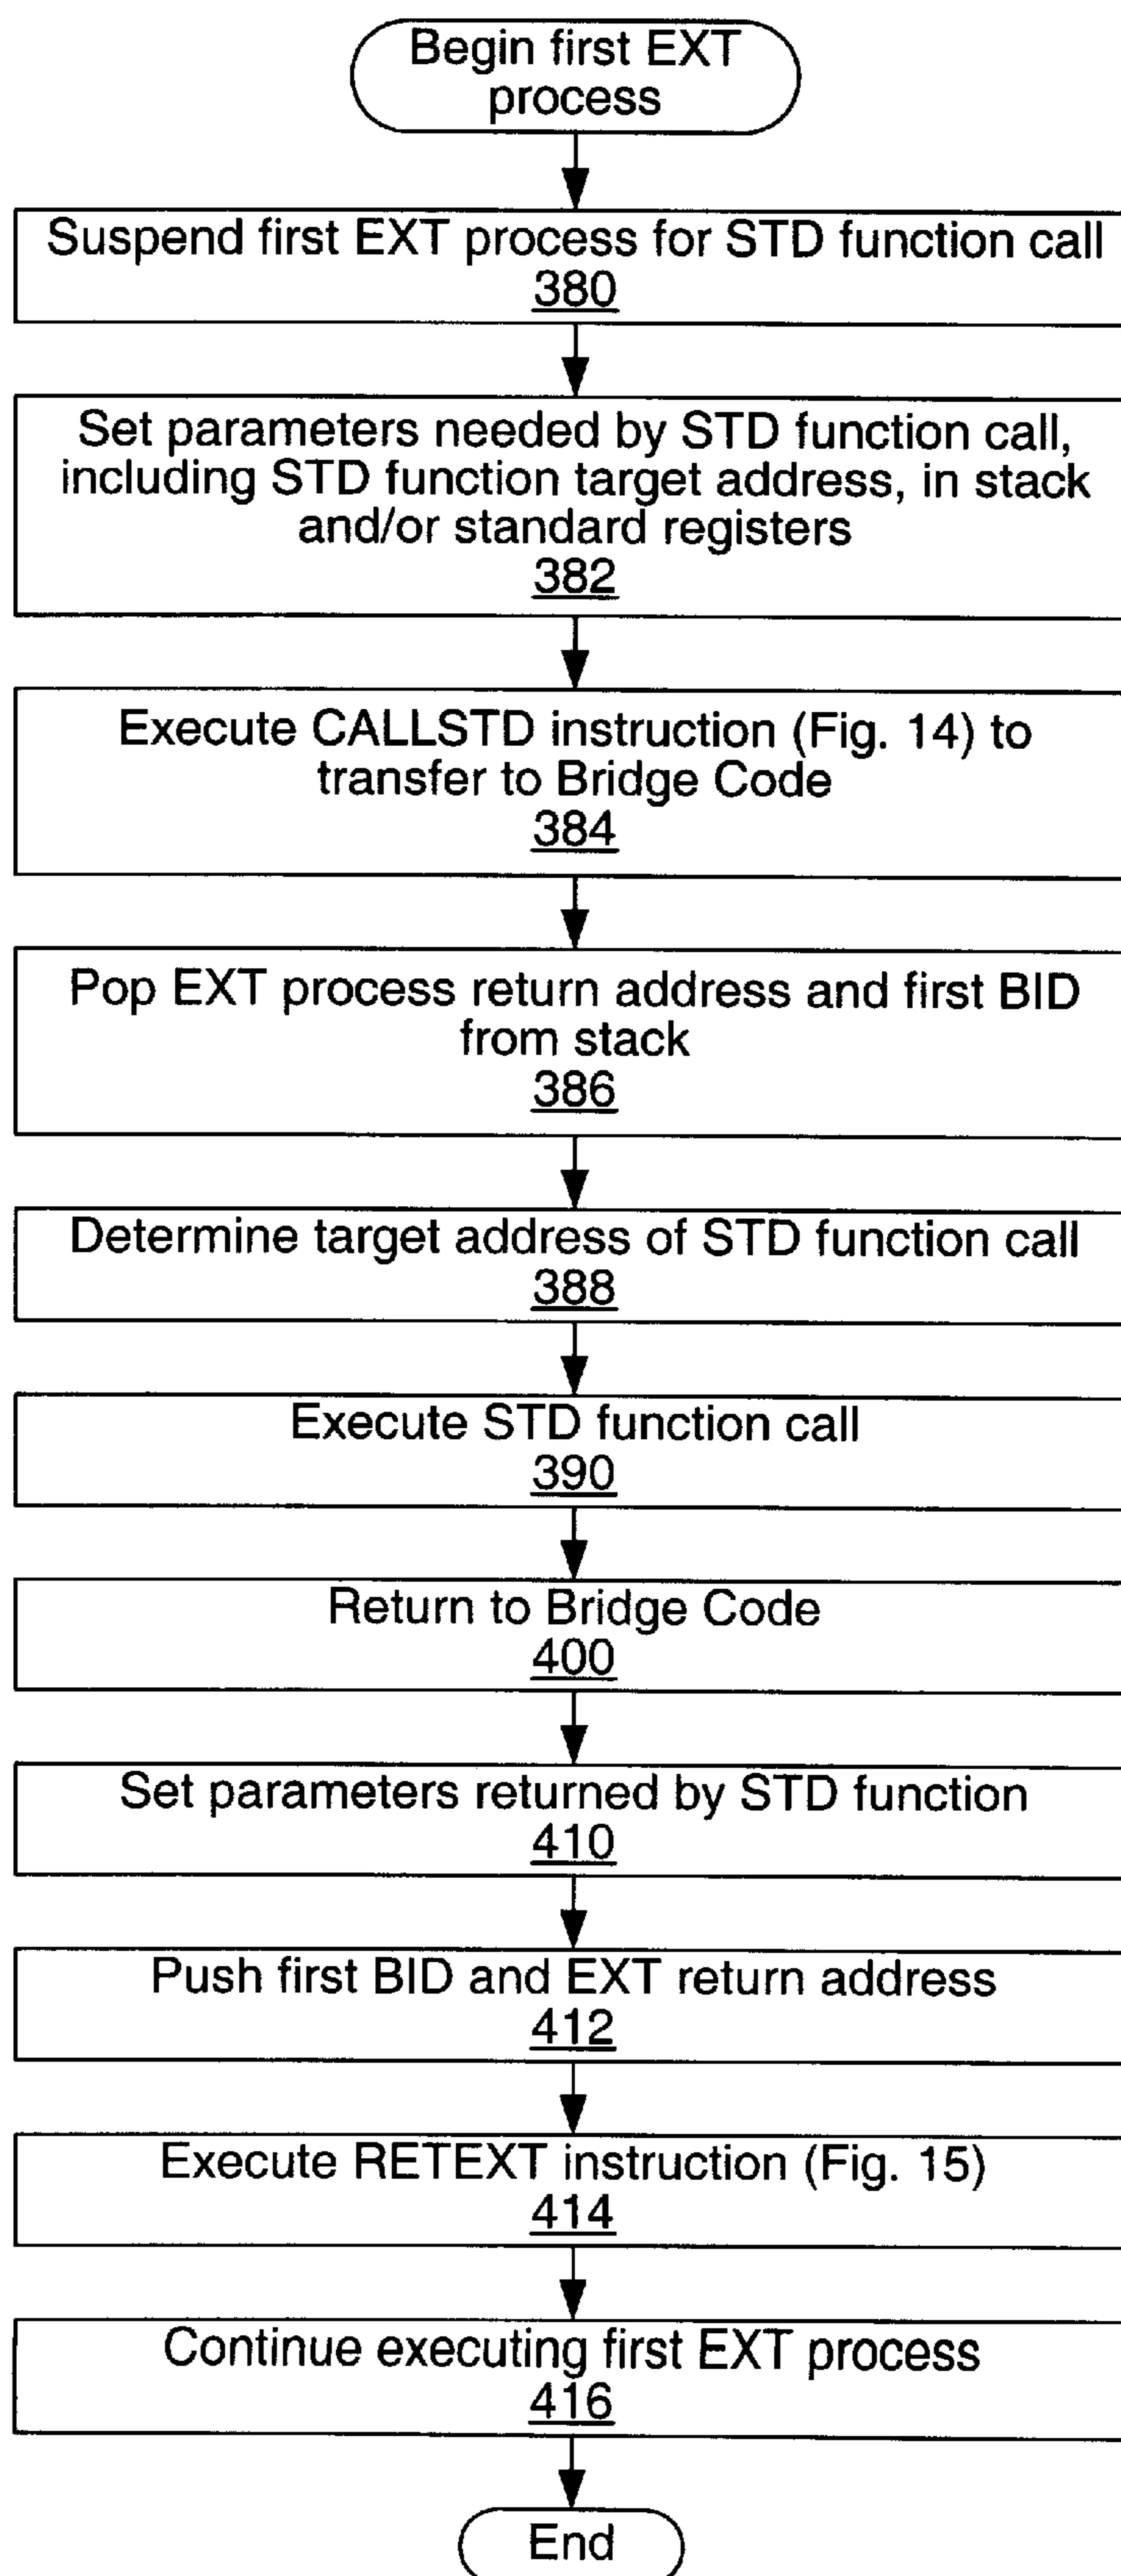 Begin first EXT
process
Suspend first EXT process for STD function call
380
Set parameters needed by STD function call,
including STD function target address, in stack
and/or standard registers
382
Execute CALLSTD instruction (Fig. 14) to
transfer to Bridge Code
384
Pop EXT process return address and first BID
from stack
386
Determine target address of STD function call
388
Execute STD function call
390
Return to Bridge Code
400
Set parameters returned by STD function
410
Push first BID and EXT return address
412
Execute RETEXT instruction (Fig. 15)
414
Continue executing first EXT process
416
End